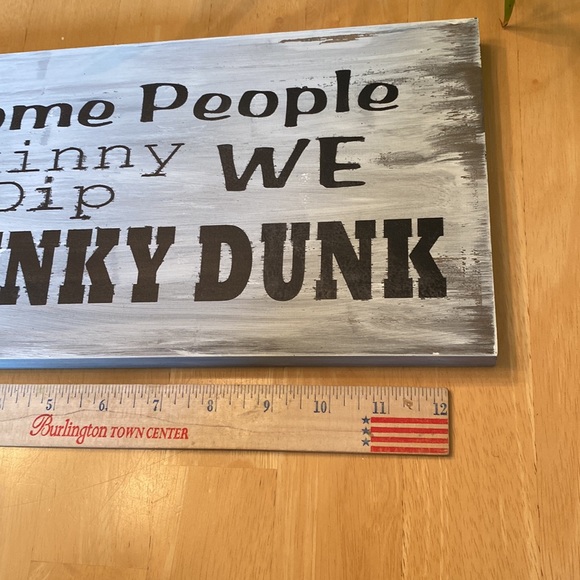 ome People
inny WE
Dip
NKY DUNK
5 6 7 8 9 10 11 12
Burlington TOWN CENTER